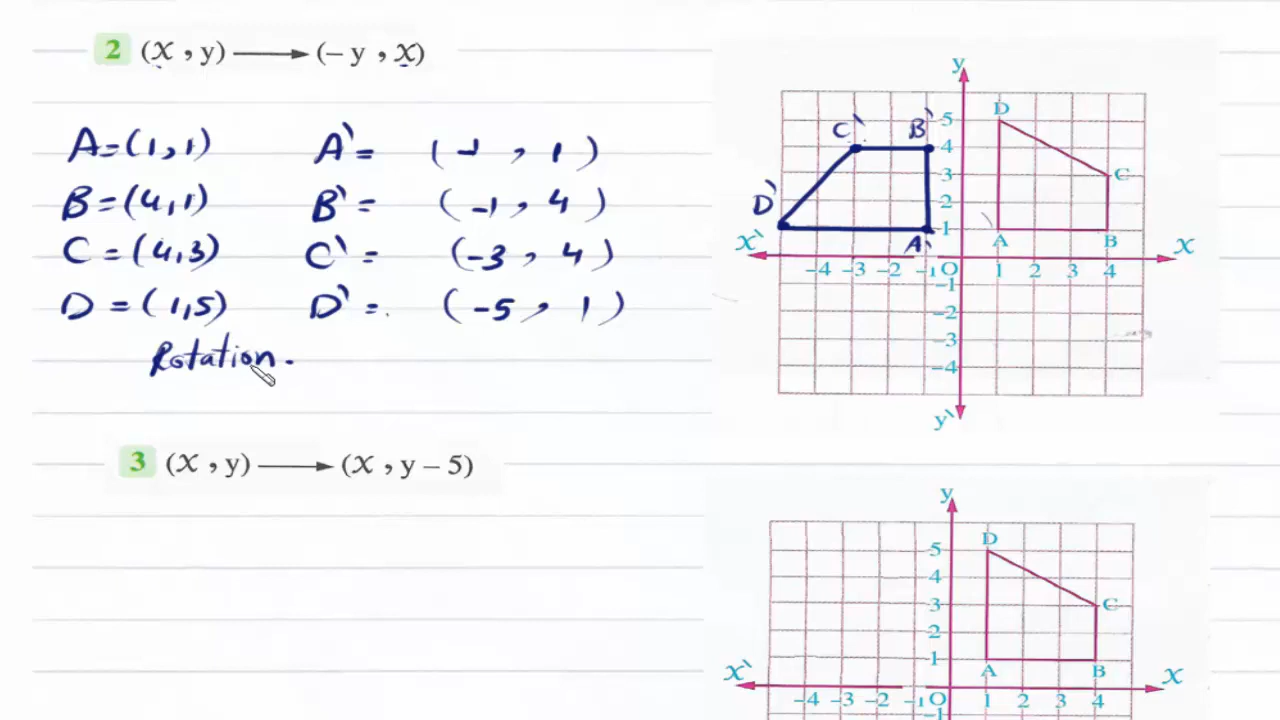 2 (x , y) ⟶ (– y , x)
A = (1,1) A` = (-1 , 1)
B = (4,1) B` = (-1 , 4)
C = (4,3) C` = (-3 , 4)
D = (1,5) D` = (-5 , 1)
Rotation.
y
D
5
C` B` 4
3 C
2
D` 1
x` A` A B x
-4 -3 -2 -1 O 1 2 3 4
-1
-2
-3
-4
y`
3 (x , y) ⟶ (x , y – 5)
y
D
5
4
3 C
2
1
x` A B x
-4 -3 -2 -1 O 1 2 3 4
-1